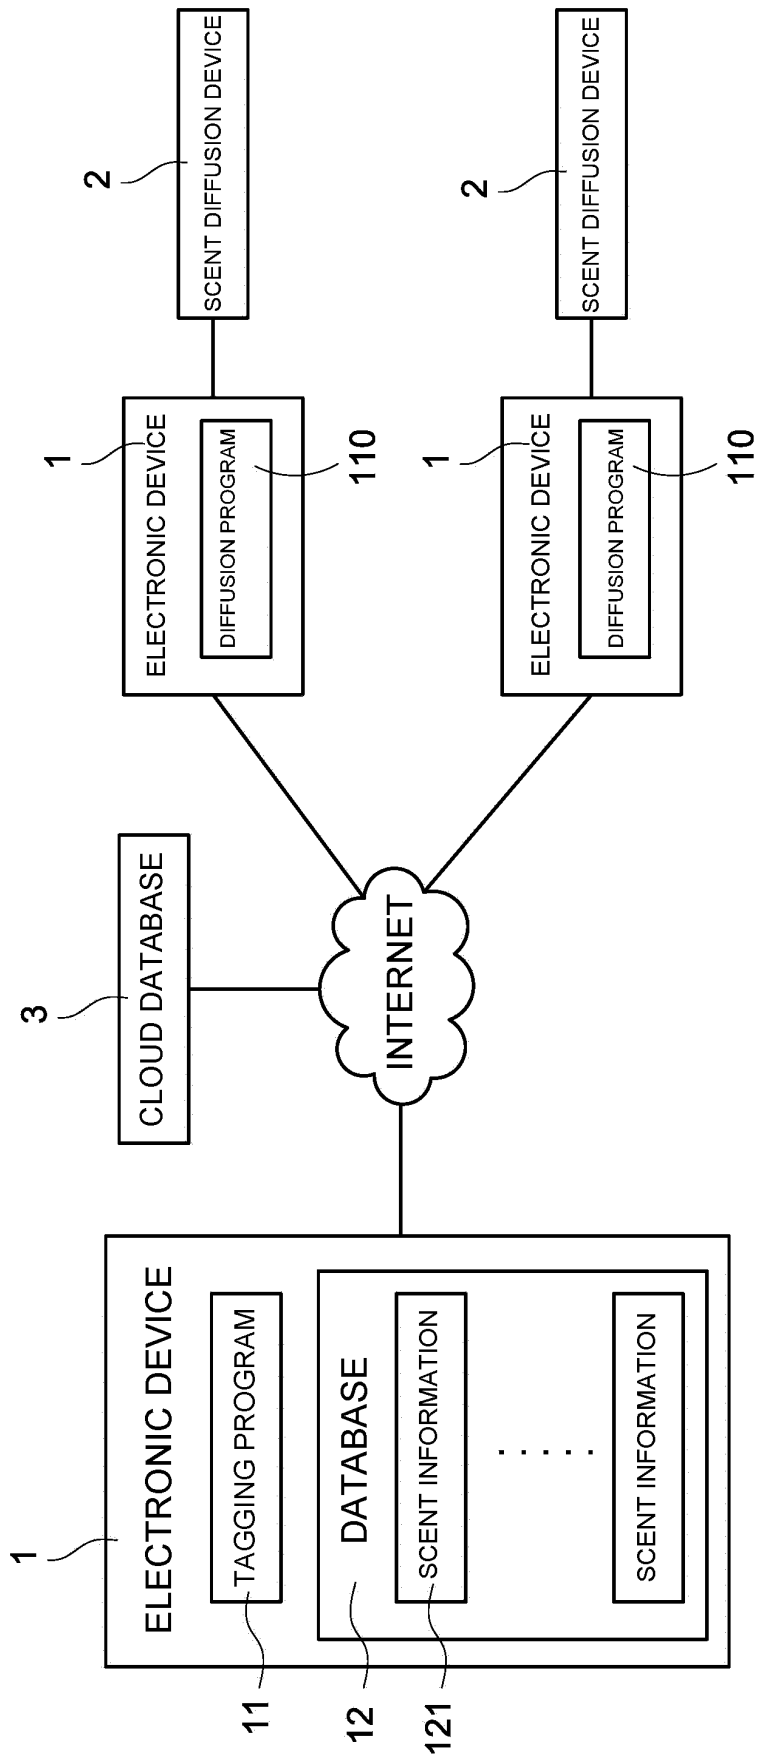 1
ELECTRONIC DEVICE
TAGGING PROGRAM
11
DATABASE
12
SCENT INFORMATION
121
.....
SCENT INFORMATION
3
CLOUD DATABASE
INTERNET
1
ELECTRONIC DEVICE
DIFFUSION PROGRAM
110
2
SCENT DIFFUSION DEVICE
1
ELECTRONIC DEVICE
DIFFUSION PROGRAM
110
2
SCENT DIFFUSION DEVICE